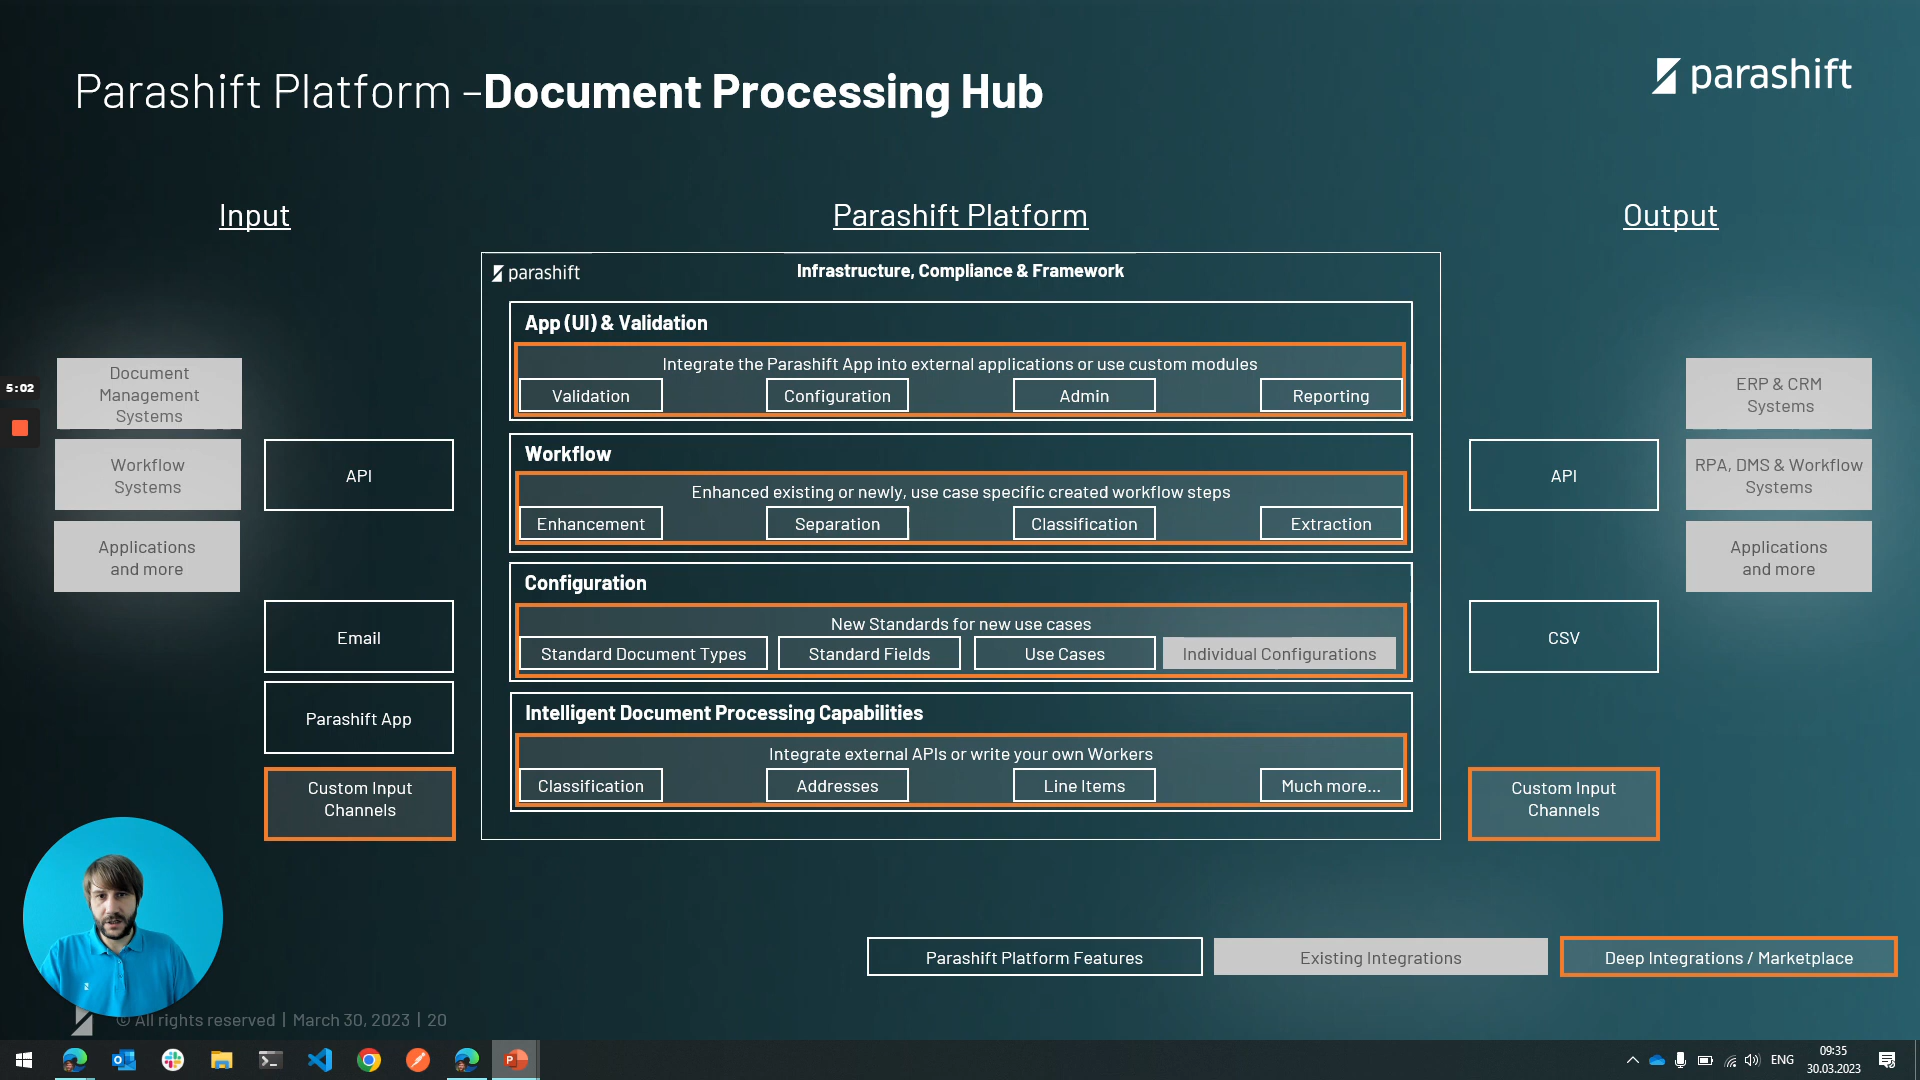 Parashift Platform –Document Processing Hub
parashift
Input
Parashift Platform
Output
parashift
Infrastructure, Compliance & Framework
App (UI) & Validation
Integrate the Parashift App into external applications or use custom modules
Validation
Configuration
Admin
Reporting
Workflow
Enhanced existing or newly, use case specific created workflow steps
Enhancement
Separation
Classification
Extraction
Configuration
New Standards for new use cases
Standard Document Types
Standard Fields
Use Cases
Individual Configurations
Intelligent Document Processing Capabilities
Integrate external APIs or write your own Workers
Classification
Addresses
Line Items
Much more...
5:02
Document
Management
Systems
Workflow
Systems
Applications
and more
API
Email
Parashift App
Custom Input
Channels
API
CSV
Custom Input
Channels
ERP & CRM
Systems
RPA, DMS & Workflow
Systems
Applications
and more
Parashift Platform Features
Existing Integrations
Deep Integrations / Marketplace
© All rights reserved | March 30, 2023 | 20
ENG
09:35
30.03.2023